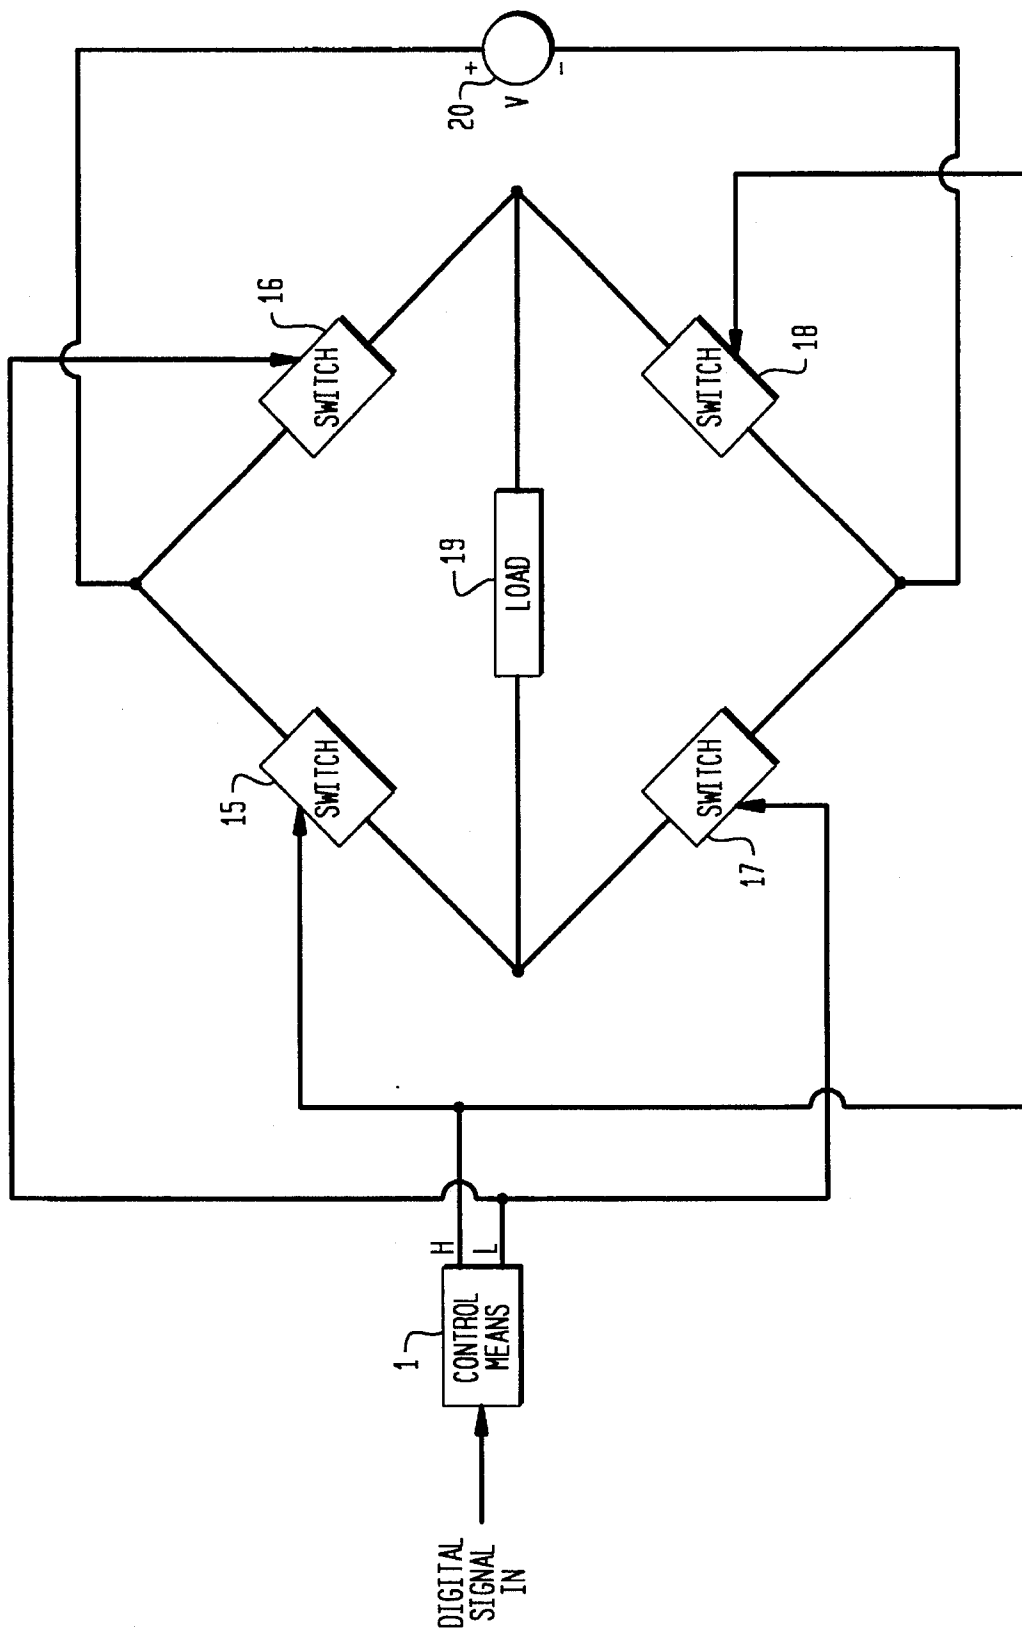 DIGITAL
SIGNAL
IN
1
CONTROL
MEANS
H
L
15
SWITCH
16
SWITCH
17
SWITCH
18
SWITCH
19
LOAD
20
V
+
-